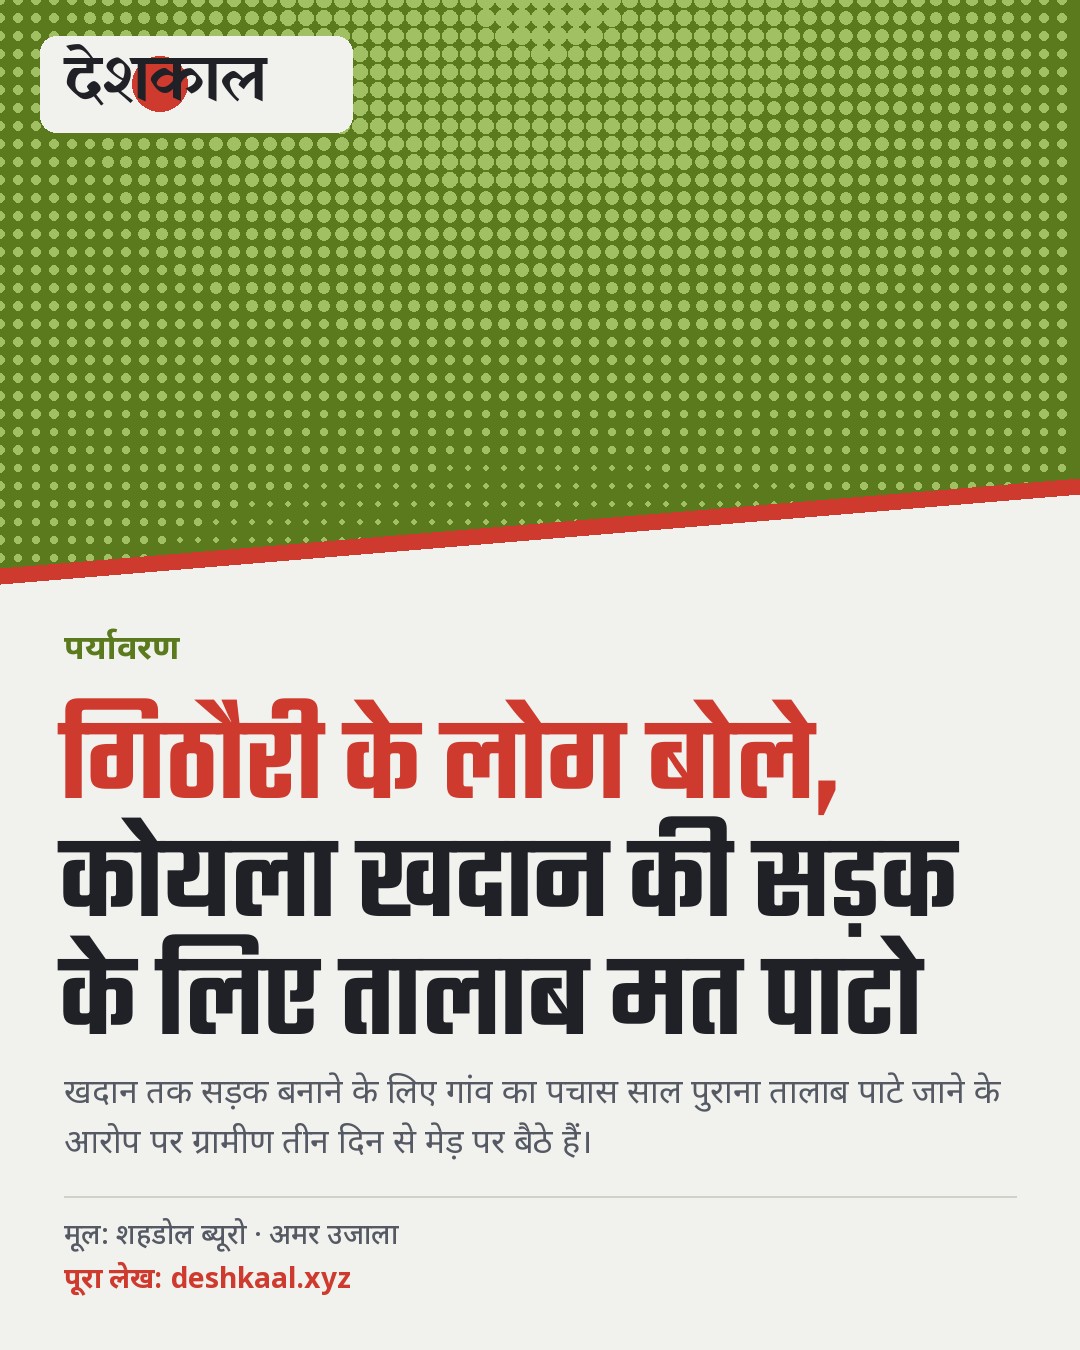 देशकाल
पर्यावरण
गिठौरी के लोग बोले,
कोयला खदान की सड़क
के लिए तालाब मत पाटो
खदान तक सड़क बनाने के लिए गांव का पचास साल पुराना तालाब पाटे जाने के
आरोप पर ग्रामीण तीन दिन से मेड़ पर बैठे हैं।
मूल: शहडोल ब्यूरो · अमर उजाला
पूरा लेख: deshkaal.xyz